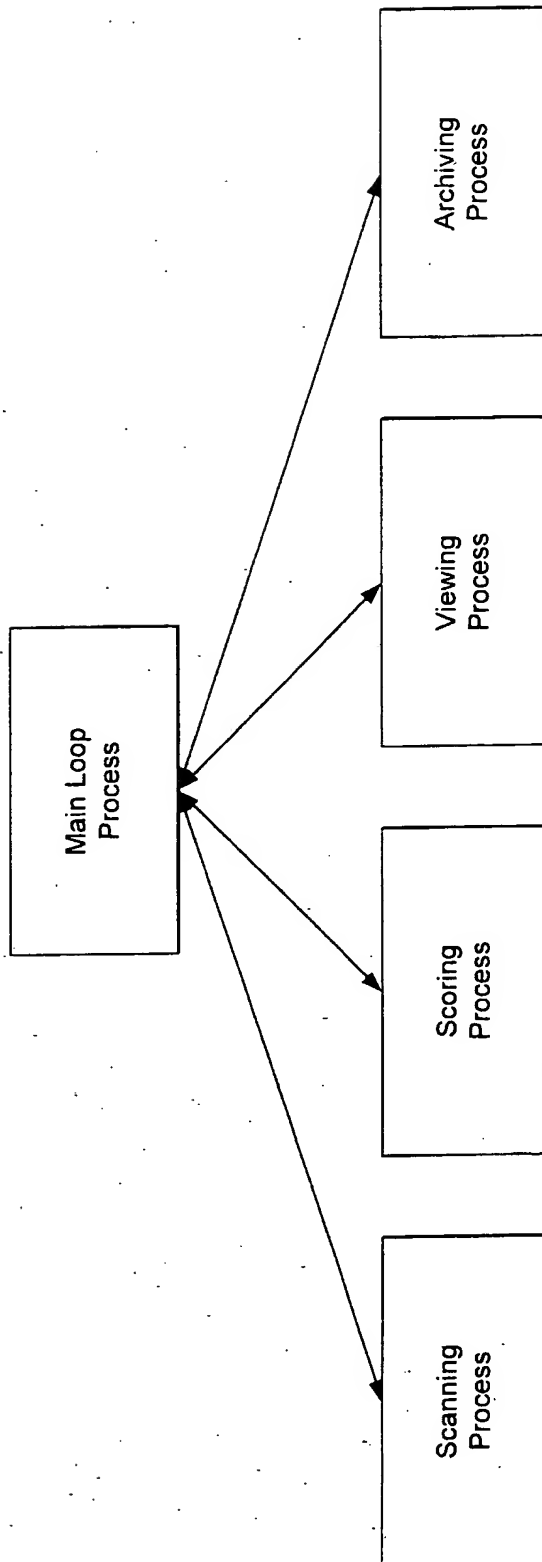 Main Loop
Process
Scanning
Process
Scoring
Process
Viewing
Process
Archiving
Process